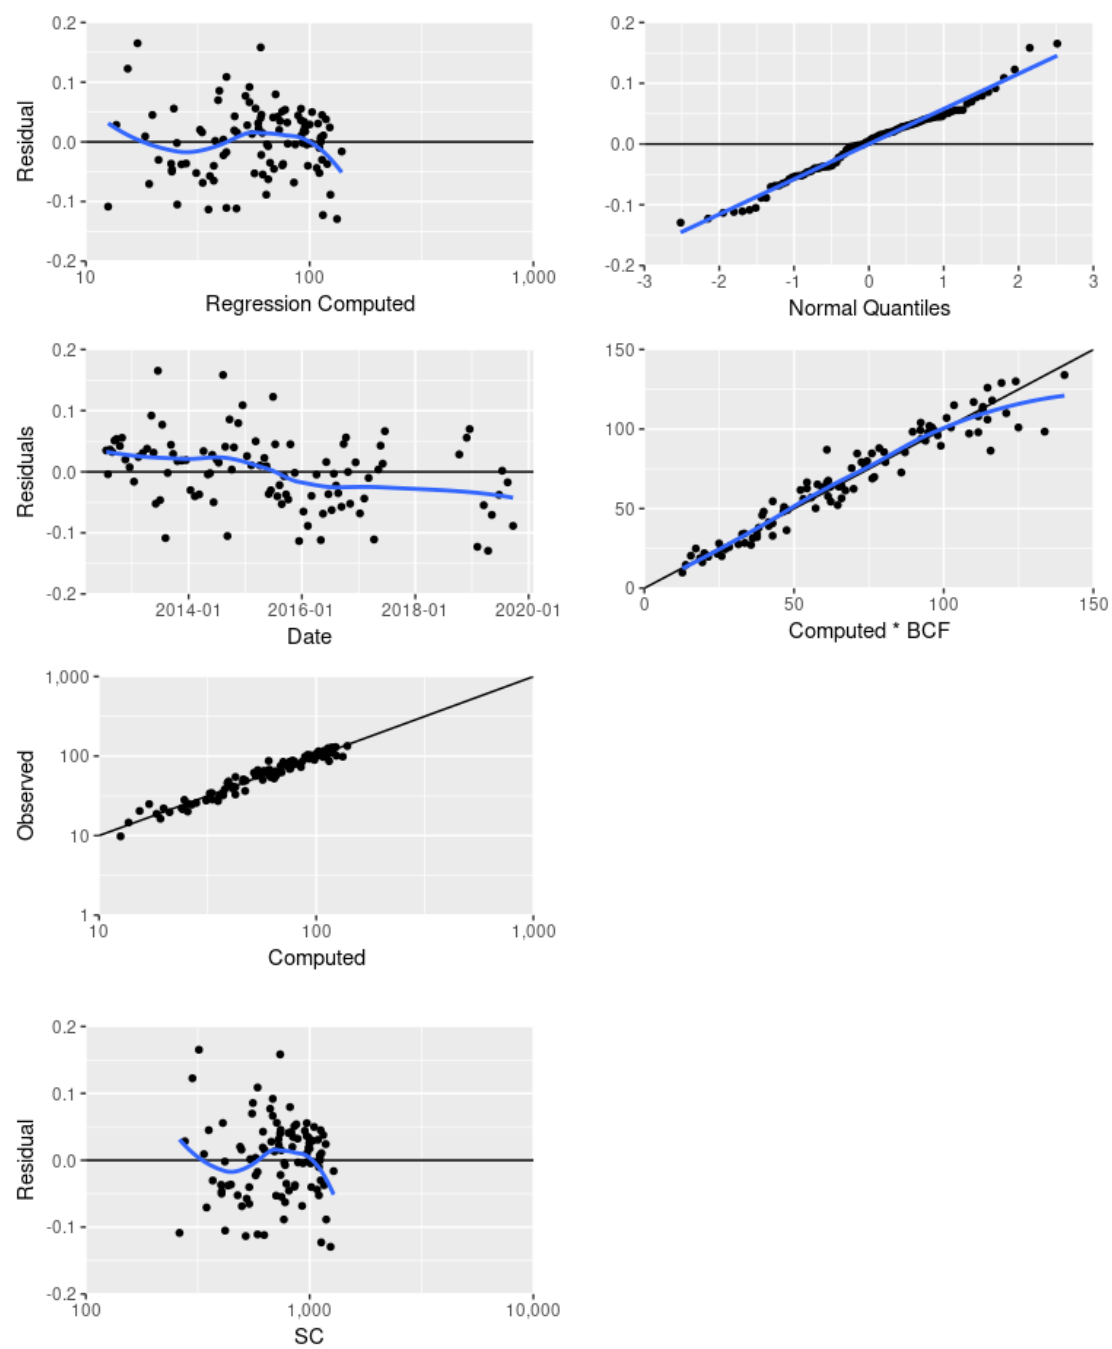 0.2
0.1
0.0
-0.1
-0.2
Residual
10 100 1,000
Regression Computed
0.2
0.1
0.0
-0.1
-0.2
-3 -2 -1 0 1 2 3
Normal Quantiles
0.2
0.1
0.0
-0.1
-0.2
Residuals
2014-01 2016-01 2018-01 2020-01
Date
150
100
50
0
0 50 100 150
Computed * BCF
1,000
100
10
1
Observed
10 100 1,000
Computed
0.2
0.1
0.0
-0.1
-0.2
Residual
100 1,000 10,000
SC